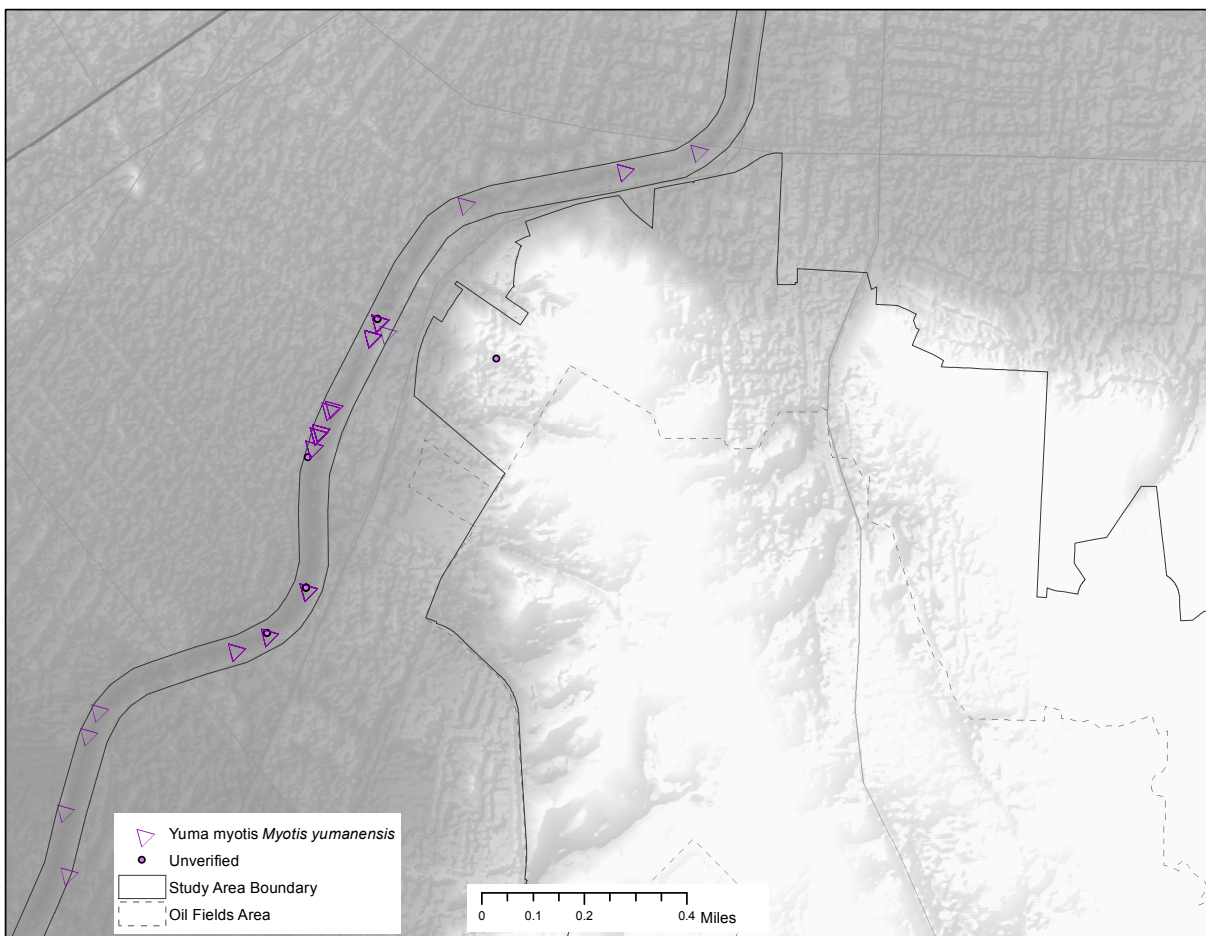 Yuma myotis Myotis yumanensis
Unverified
Study Area Boundary
Oil Fields Area
0 0.1 0.2 0.4 Miles